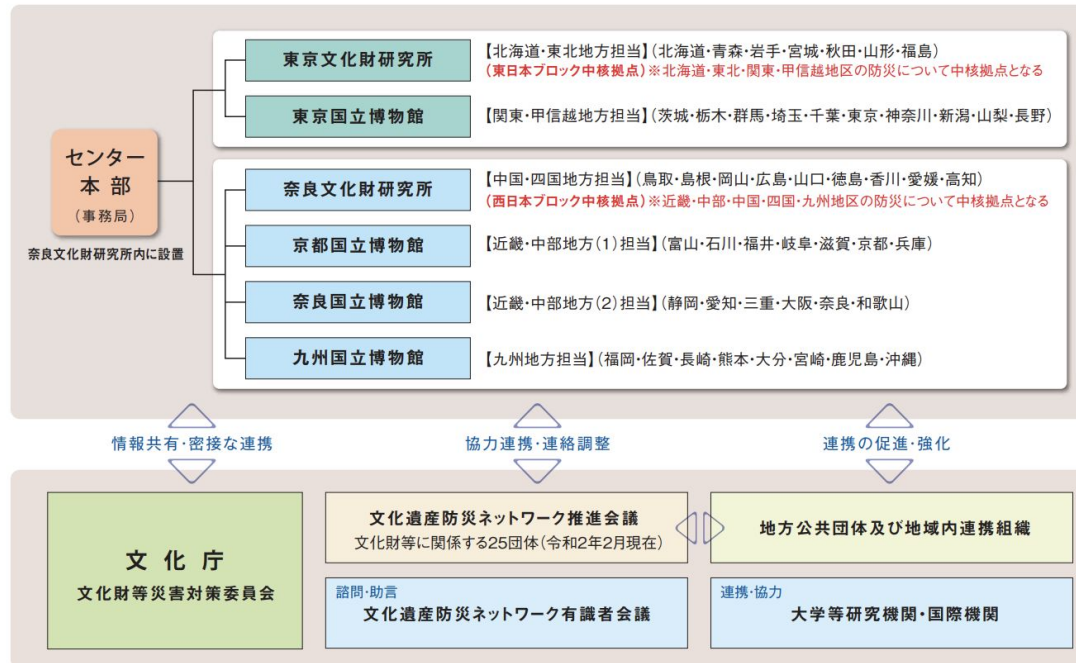 センター
本部
（事務局）
奈良文化財研究所内に設置
東京文化財研究所
【北海道・東北地方担当】（北海道・青森・岩手・宮城・秋田・山形・福島）
（東日本ブロック中核拠点）※北海道・東北・関東・甲信越地区の防災について中核拠点となる
東京国立博物館
【関東・甲信越地方担当】（茨城・栃木・群馬・埼玉・千葉・東京・神奈川・新潟・山梨・長野）
奈良文化財研究所
【中国・四国地方担当】（鳥取・島根・岡山・広島・山口・徳島・香川・愛媛・高知）
（西日本ブロック中核拠点）※近畿・中部・中国・四国・九州地区の防災について中核拠点となる
京都国立博物館
【近畿・中部地方（1）担当】（富山・石川・福井・岐阜・滋賀・京都・兵庫）
奈良国立博物館
【近畿・中部地方（2）担当】（静岡・愛知・三重・大阪・奈良・和歌山）
九州国立博物館
【九州地方担当】（福岡・佐賀・長崎・熊本・大分・宮崎・鹿児島・沖縄）
情報共有・密接な連携
協力連携・連絡調整
連携の促進・強化
文化庁
文化財等災害対策委員会
文化遺産防災ネットワーク推進会議
文化財等に関係する25団体（令和2年2月現在）
地方公共団体及び地域内連携組織
諮問・助言
文化遺産防災ネットワーク有識者会議
連携・協力
大学等研究機関・国際機関